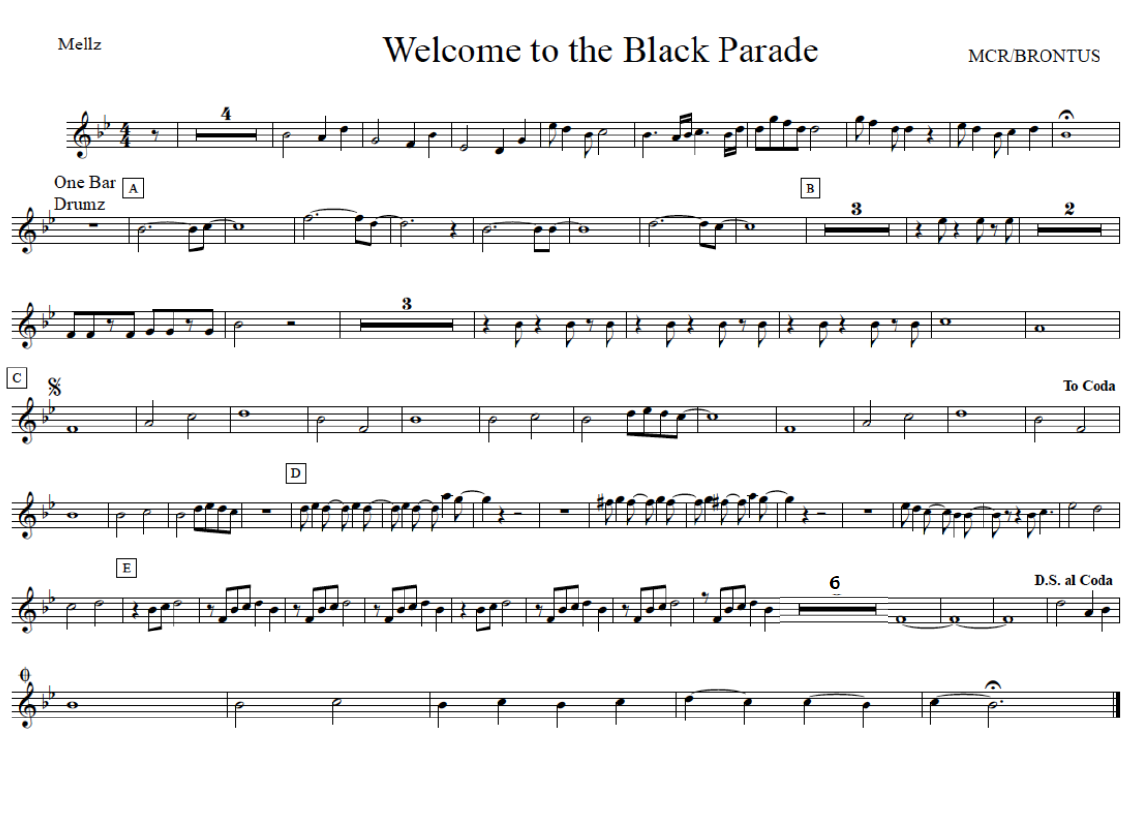 Mellz
Welcome to the Black Parade
MCR/BRONTUS
4
4
4
One Bar
Drumz
A
B
3
2
3
C
To Coda
D
E
6
D.S. al Coda